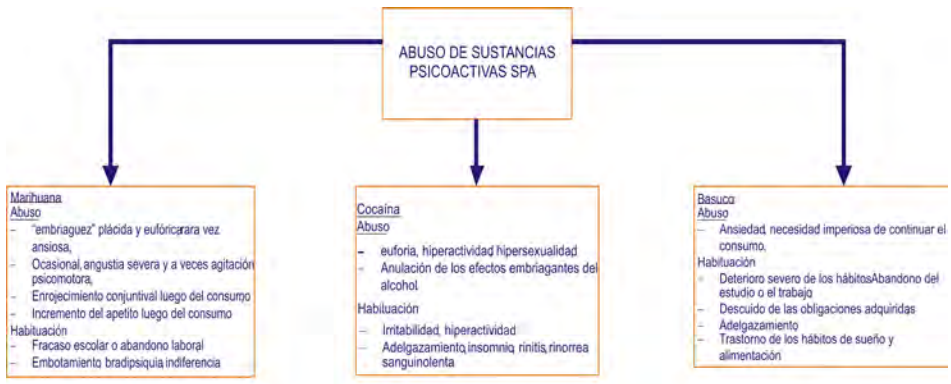 ABUSO DE SUSTANCIAS
PSICOACTIVAS SPA
Marihuana
Abuso
– "embriaguez" plácida y eufórica,rara vez
ansiosa,
– Ocasional, angustia severa y a veces agitación
psicomotora,
– Enrojecimiento conjuntival luego del consumo
– Incremento del apetito luego del consumo
Habituación
– Fracaso escolar o abandono laboral
– Embotamiento, bradipsiquia, indiferencia
Cocaína
Abuso
– euforia, hiperactividad, hipersexualidad,
– Anulación de los efectos embriagantes del
alcohol.
Habituación
– Irritabilidad, hiperactividad
– Adelgazamiento, insomnio, rinitis, rinorrea
sanguinolenta
Basuco
Abuso
– Ansiedad, necesidad imperiosa de continuar el
consumo,
Habituación
– Deterioro severo de los hábitosAbandono del
estudio o el trabajo
– Descuido de las obligaciones adquiridas
– Adelgazamiento
– Trastorno de los hábitos de sueño y
alimentación